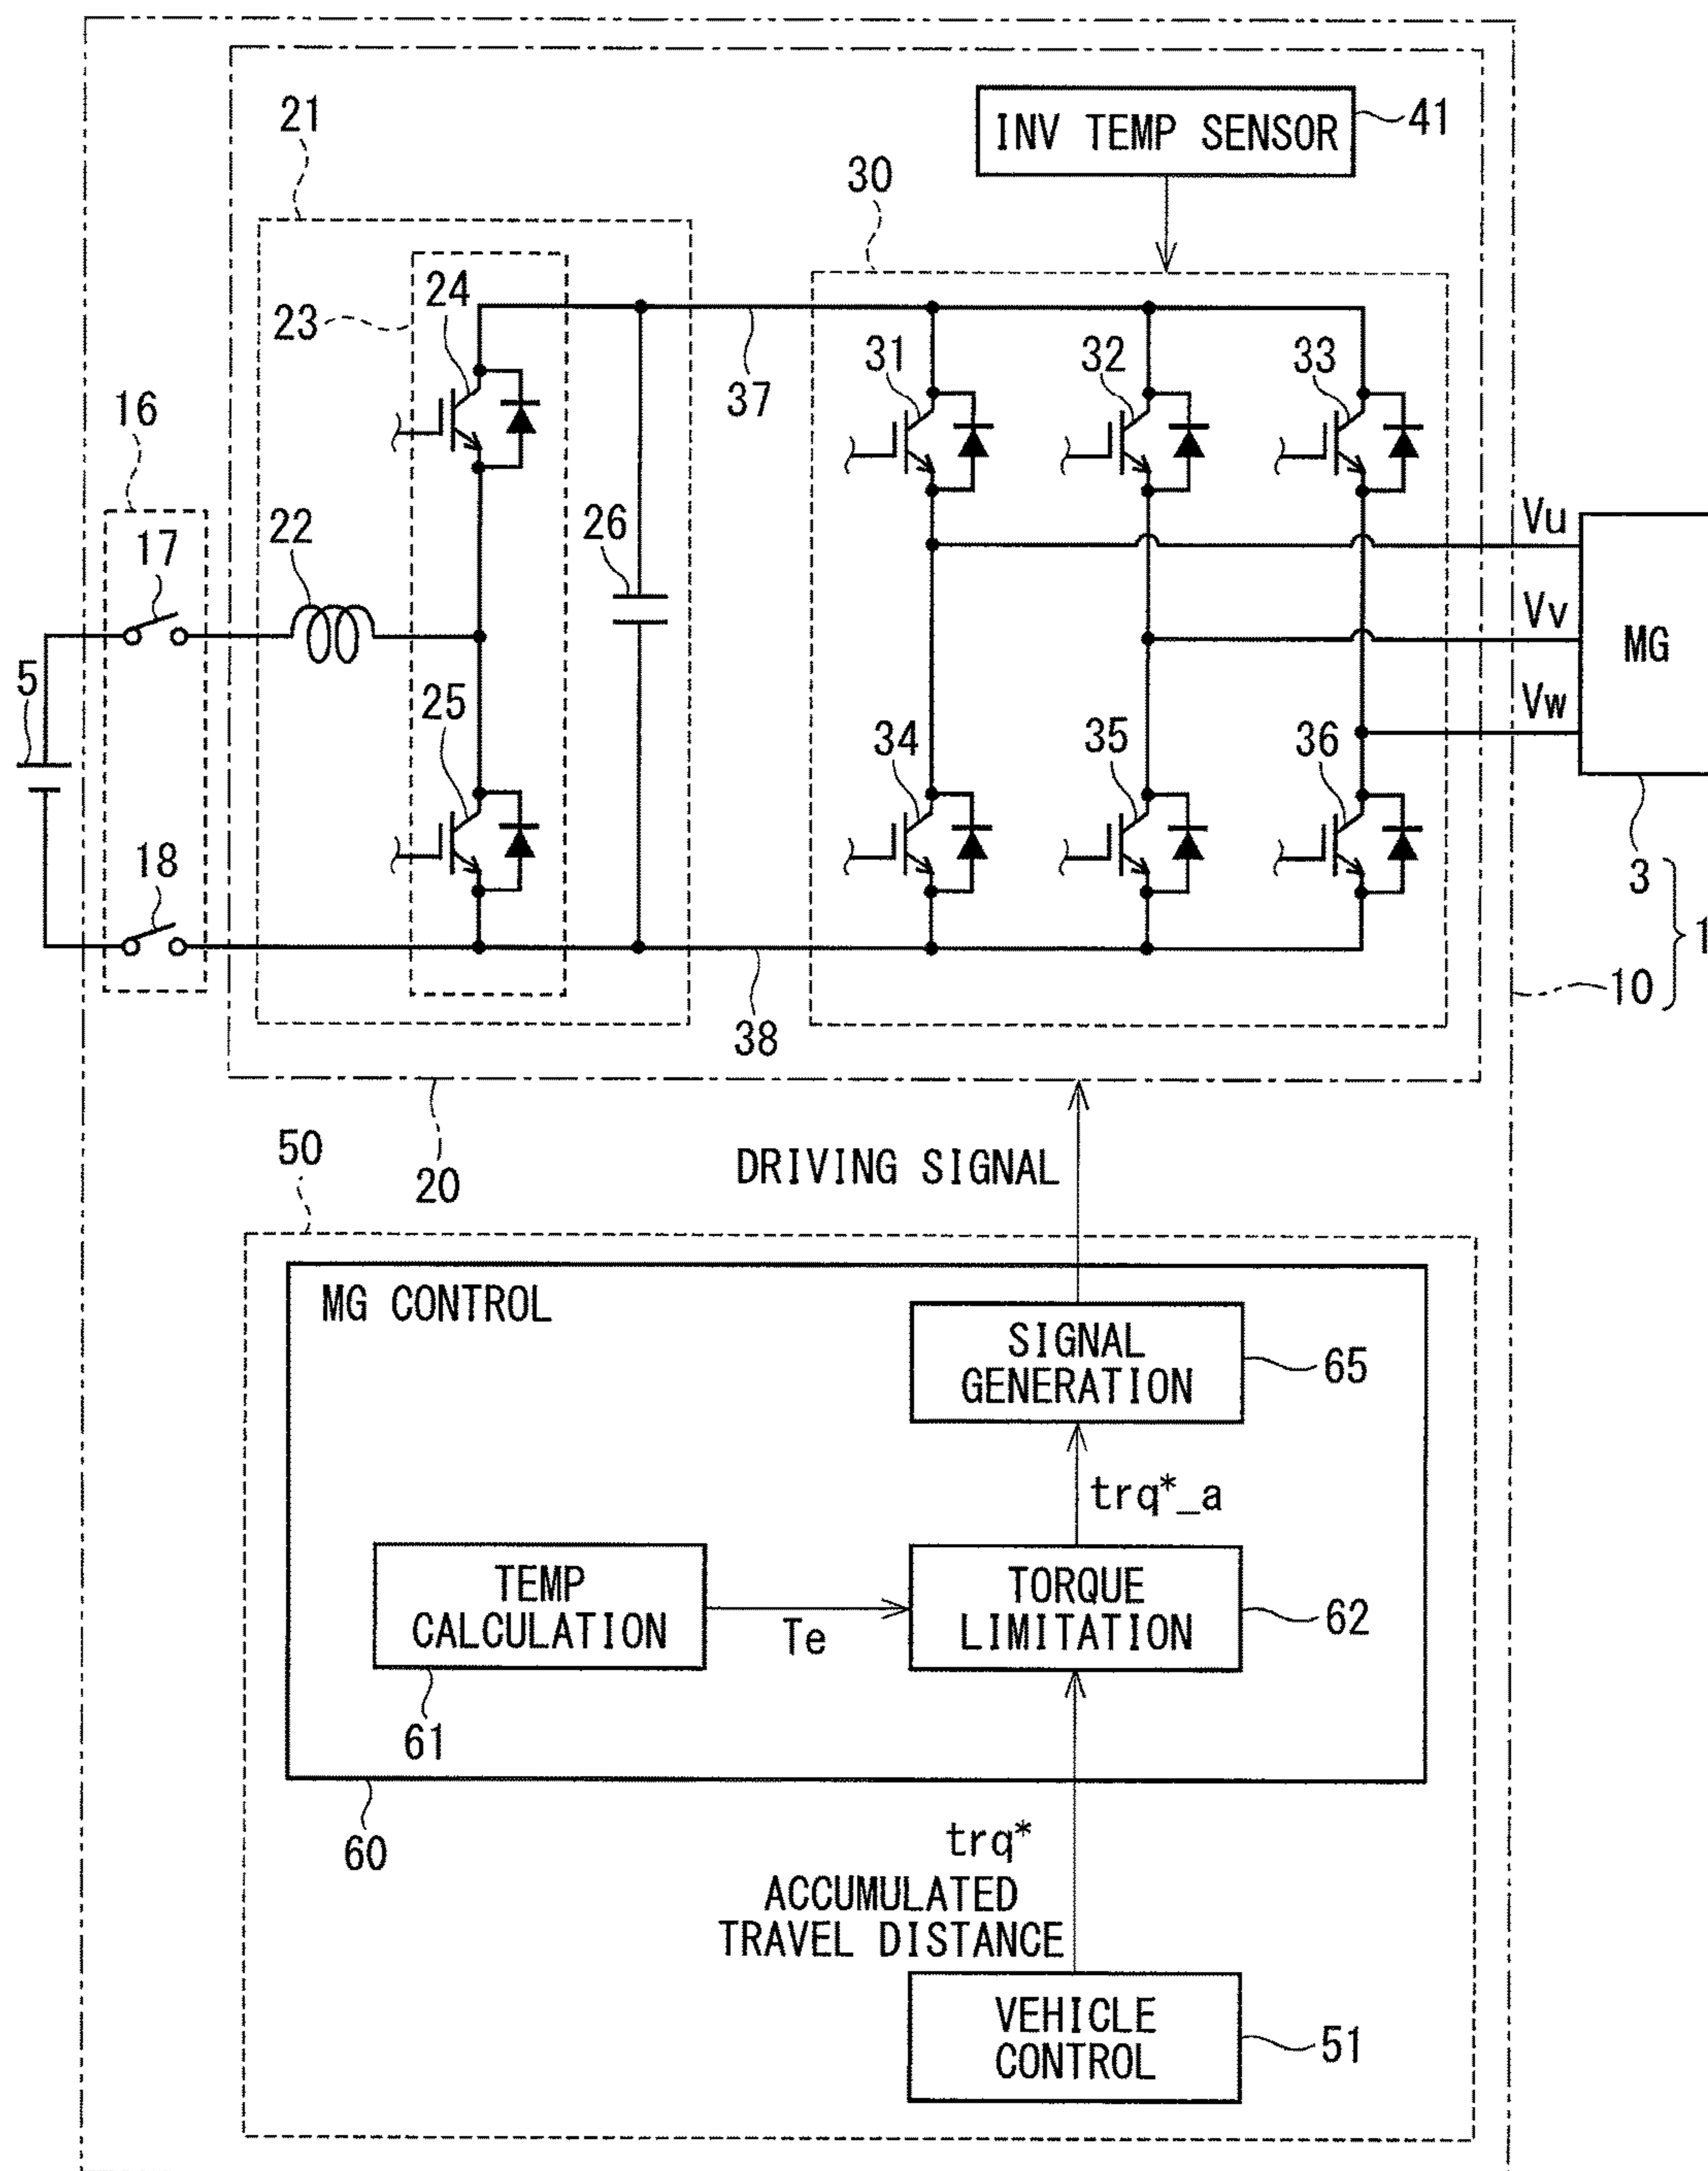 21
INV TEMP SENSOR
41
30
24
23
31
32
33
37
16
17
22
26
Vu
Vv
MG
5
25
Vw
34
35
36
18
3
1
10
38
50
DRIVING SIGNAL
20
MG CONTROL
SIGNAL
GENERATION
65
trq*_a
TEMP
CALCULATION
Te
TORQUE
LIMITATION
62
61
60
trq*
ACCUMULATED
TRAVEL DISTANCE
VEHICLE
CONTROL
51